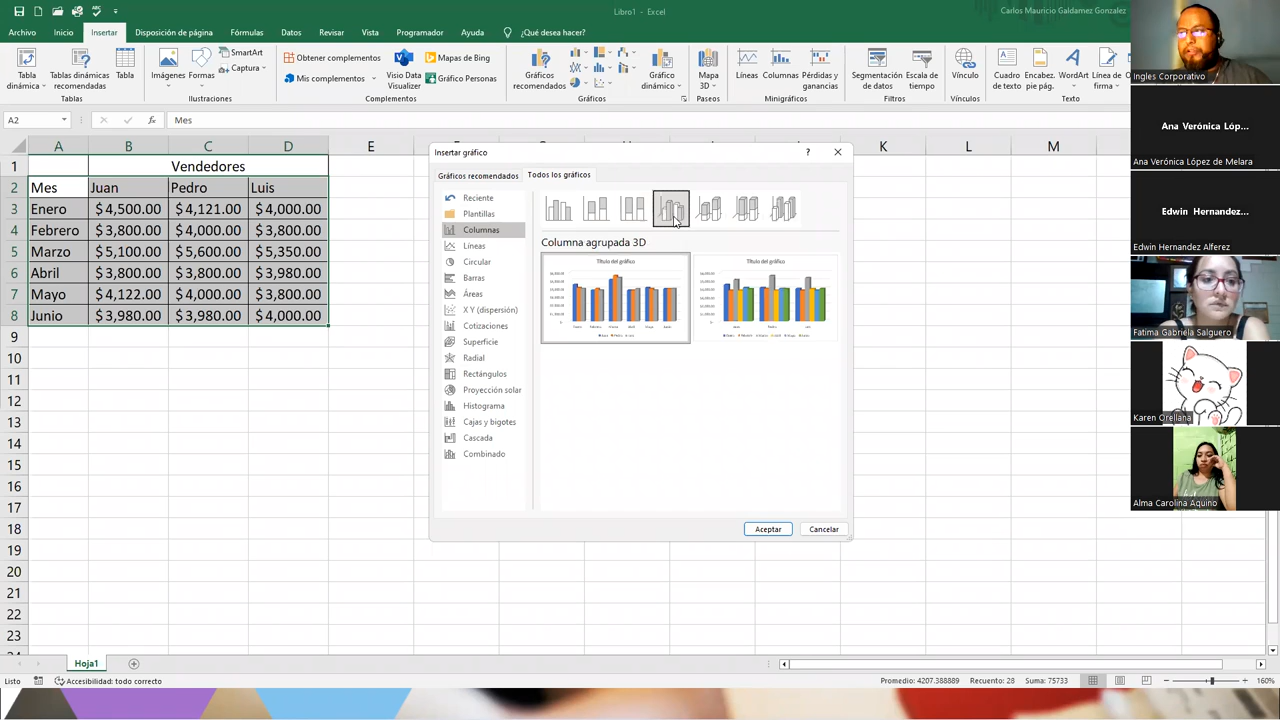 Libro1 - Excel
Carlos Mauricio Galdamez Gonzalez
Archivo Inicio Insertar Disposición de página Fórmulas Datos Revisar Vista Programador Ayuda ¿Qué desea hacer?
Tabla dinámica
Tablas dinámicas recomendadas
Tabla
Tablas
Imágenes
Formas
SmartArt
Captura
Ilustraciones
Obtener complementos
Mis complementos
Visio Data Visualizer
Bing Mapas de Bing
Gráfico Personas
Complementos
Gráficos recomendados
Gráfico dinámico
Gráficos
Mapa 3D
Paseos
Líneas
Columnas
Pérdidas y ganancias
Minigráficos
Segmentación de datos
Escala de tiempo
Filtros
Vínculo
Vínculos
Cuadro de texto
Encabez. pie pág.
WordArt
Línea de firma
Texto
A2 fx Mes
A B C D E K L M
1 Vendedores
2 Mes Juan Pedro Luis
3 Enero $ 4,500.00 $ 4,121.00 $ 4,000.00
4 Febrero $ 3,800.00 $ 4,000.00 $ 3,800.00
5 Marzo $ 5,100.00 $ 5,600.00 $ 5,350.00
6 Abril $ 3,800.00 $ 3,800.00 $ 3,980.00
7 Mayo $ 4,122.00 $ 4,000.00 $ 3,800.00
8 Junio $ 3,980.00 $ 3,980.00 $ 4,000.00
9
10
11
12
13
14
15
16
17
18
19
20
21
22
23
Insertar gráfico ?
Gráficos recomendados Todos los gráficos
Reciente
Plantillas
Columnas
Líneas
Circular
Barras
Áreas
X Y (dispersión)
Cotizaciones
Superficie
Radial
Rectángulos
Proyección solar
Histograma
Cajas y bigotes
Cascada
Combinado
Columna agrupada 3D
Título del gráfico
Título del gráfico
Aceptar Cancelar
Ingles Corporativo
Ana Verónica Lóp...
Ana Verónica López de Melara
Edwin Hernandez...
Edwin Hernandez Alferez
Fatima Gabriela Salguero
Karen Orellana
Alma Carolina Aquino
Hoja1
Listo Accesibilidad: todo correcto Promedio: 4207.388889 Recuento: 28 Suma: 75733 160%